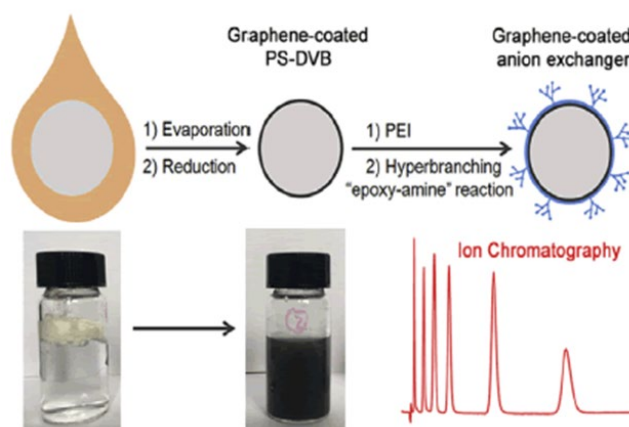 Graphene-coated
PS-DVB
Graphene-coated
anion exchanger
1) Evaporation
2) Reduction
1) PEI
2) Hyperbranching
"epoxy-amine" reaction
Ion Chromatography